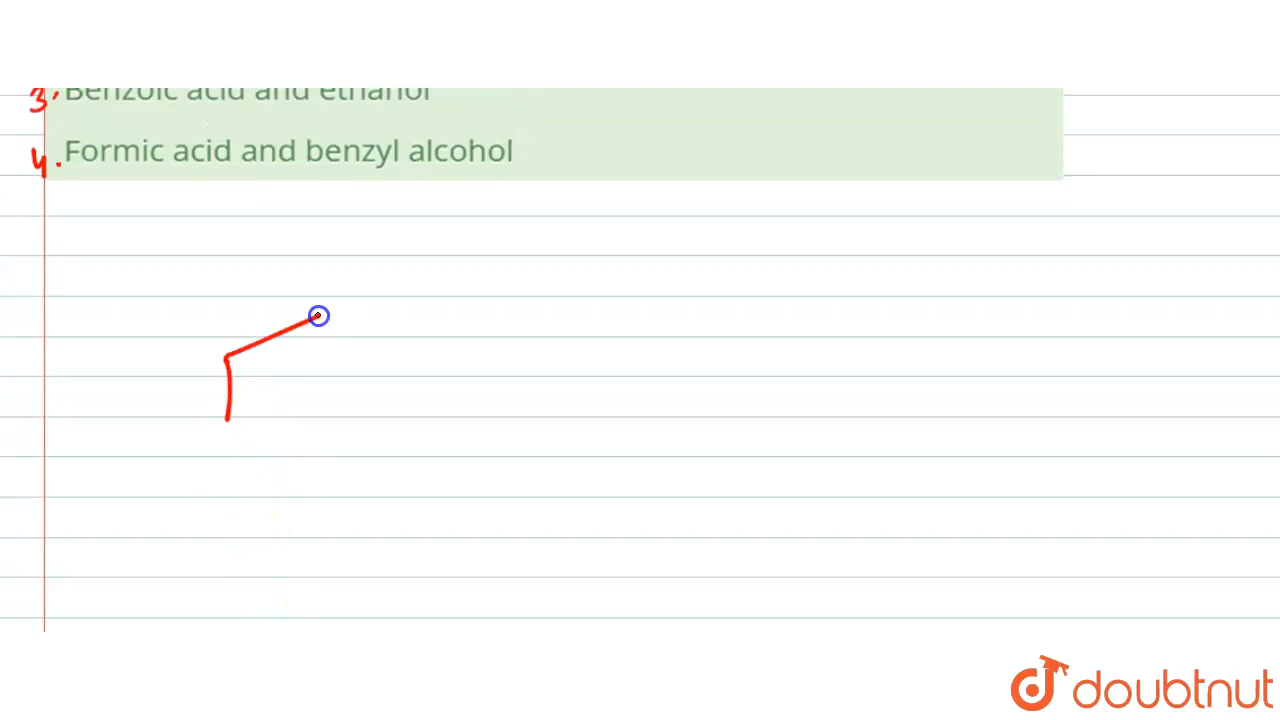 3. Benzoic acid and ethanol
4. Formic acid and benzyl alcohol
doubtnut